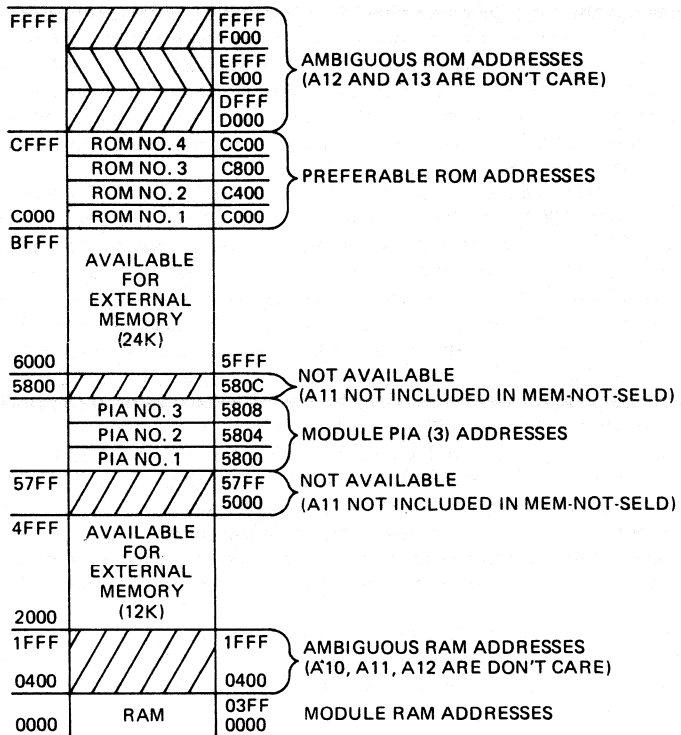 FFFF FFFF
F000
EFFF
E000
AMBIGUOUS ROM ADDRESSES
(A12 AND A13 ARE DON'T CARE)
DFFF
D000
CFFF ROM NO. 4 CC00
ROM NO. 3 C800
PREFERABLE ROM ADDRESSES
ROM NO. 2 C400
C000 ROM NO. 1 C000
BFFF
AVAILABLE
FOR
EXTERNAL
MEMORY
(24K)
6000 5FFF
5800 580C
NOT AVAILABLE
(A11 NOT INCLUDED IN MEM-NOT-SELD)
PIA NO. 3 5808
PIA NO. 2 5804
MODULE PIA (3) ADDRESSES
PIA NO. 1 5800
57FF 57FF
5000
NOT AVAILABLE
(A11 NOT INCLUDED IN MEM-NOT-SELD)
4FFF
AVAILABLE
FOR
EXTERNAL
MEMORY
(12K)
2000
1FFF 1FFF
AMBIGUOUS RAM ADDRESSES
(A10, A11, A12 ARE DON'T CARE)
0400 0400
RAM 03FF
0000 0000
MODULE RAM ADDRESSES